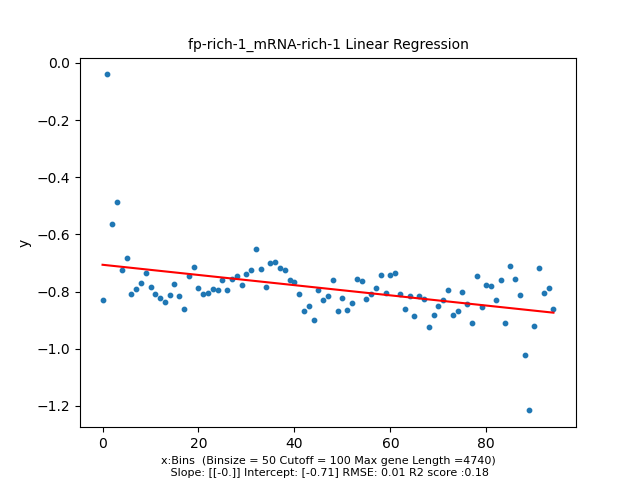 fp-rich-1_mRNA-rich-1 Linear Regression
0.0
−0.2
−0.4
−0.6
−0.8
−1.0
−1.2
y
0 20 40 60 80
x:Bins  (Binsize = 50 Cutoff = 100 Max gene Length =4740)
Slope: [[-0.]] Intercept: [-0.71] RMSE: 0.01 R2 score :0.18